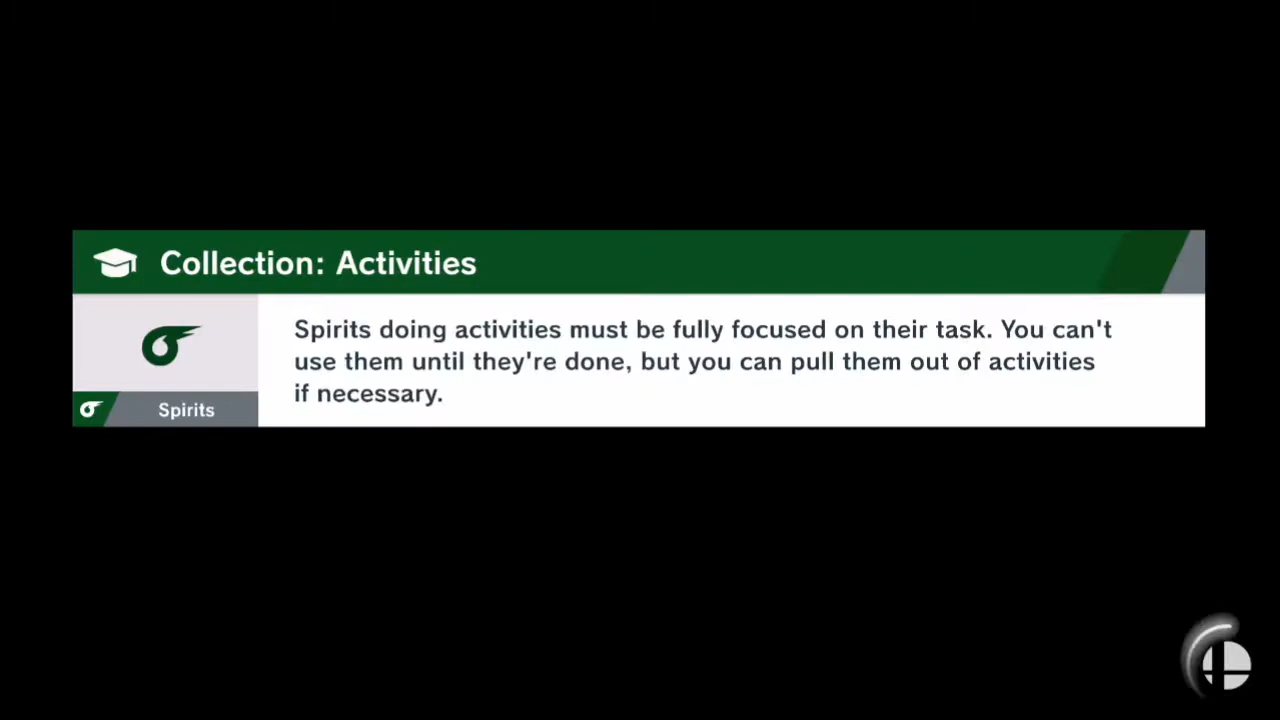 Collection: Activities
Spirits doing activities must be fully focused on their task. You can't
use them until they're done, but you can pull them out of activities
if necessary.
Spirits